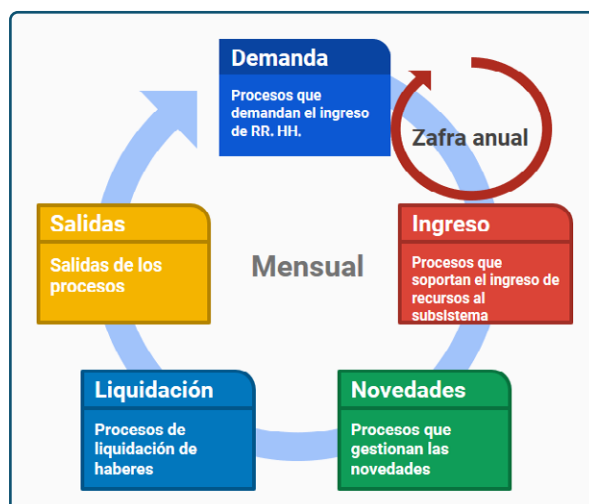 Demanda
Procesos que
demandan el ingreso
de RR. HH.
Zafra anual
Ingreso
Procesos que
soportan el ingreso de
recursos al
subsistema
Salidas
Salidas de los
procesos
Mensual
Liquidación
Procesos de
liquidación de
haberes
Novedades
Procesos que
gestionan las
novedades